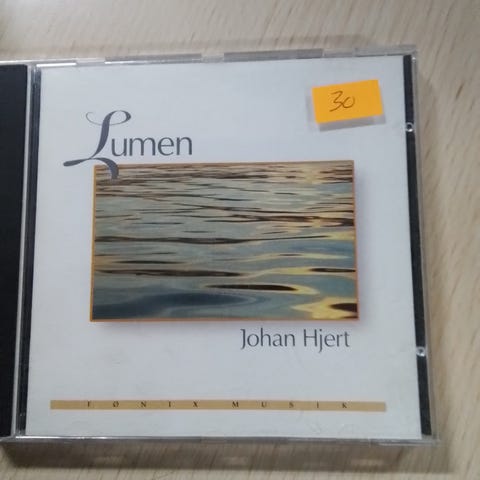 30
Lumen
Johan Hjert
FØNIX MUSIK